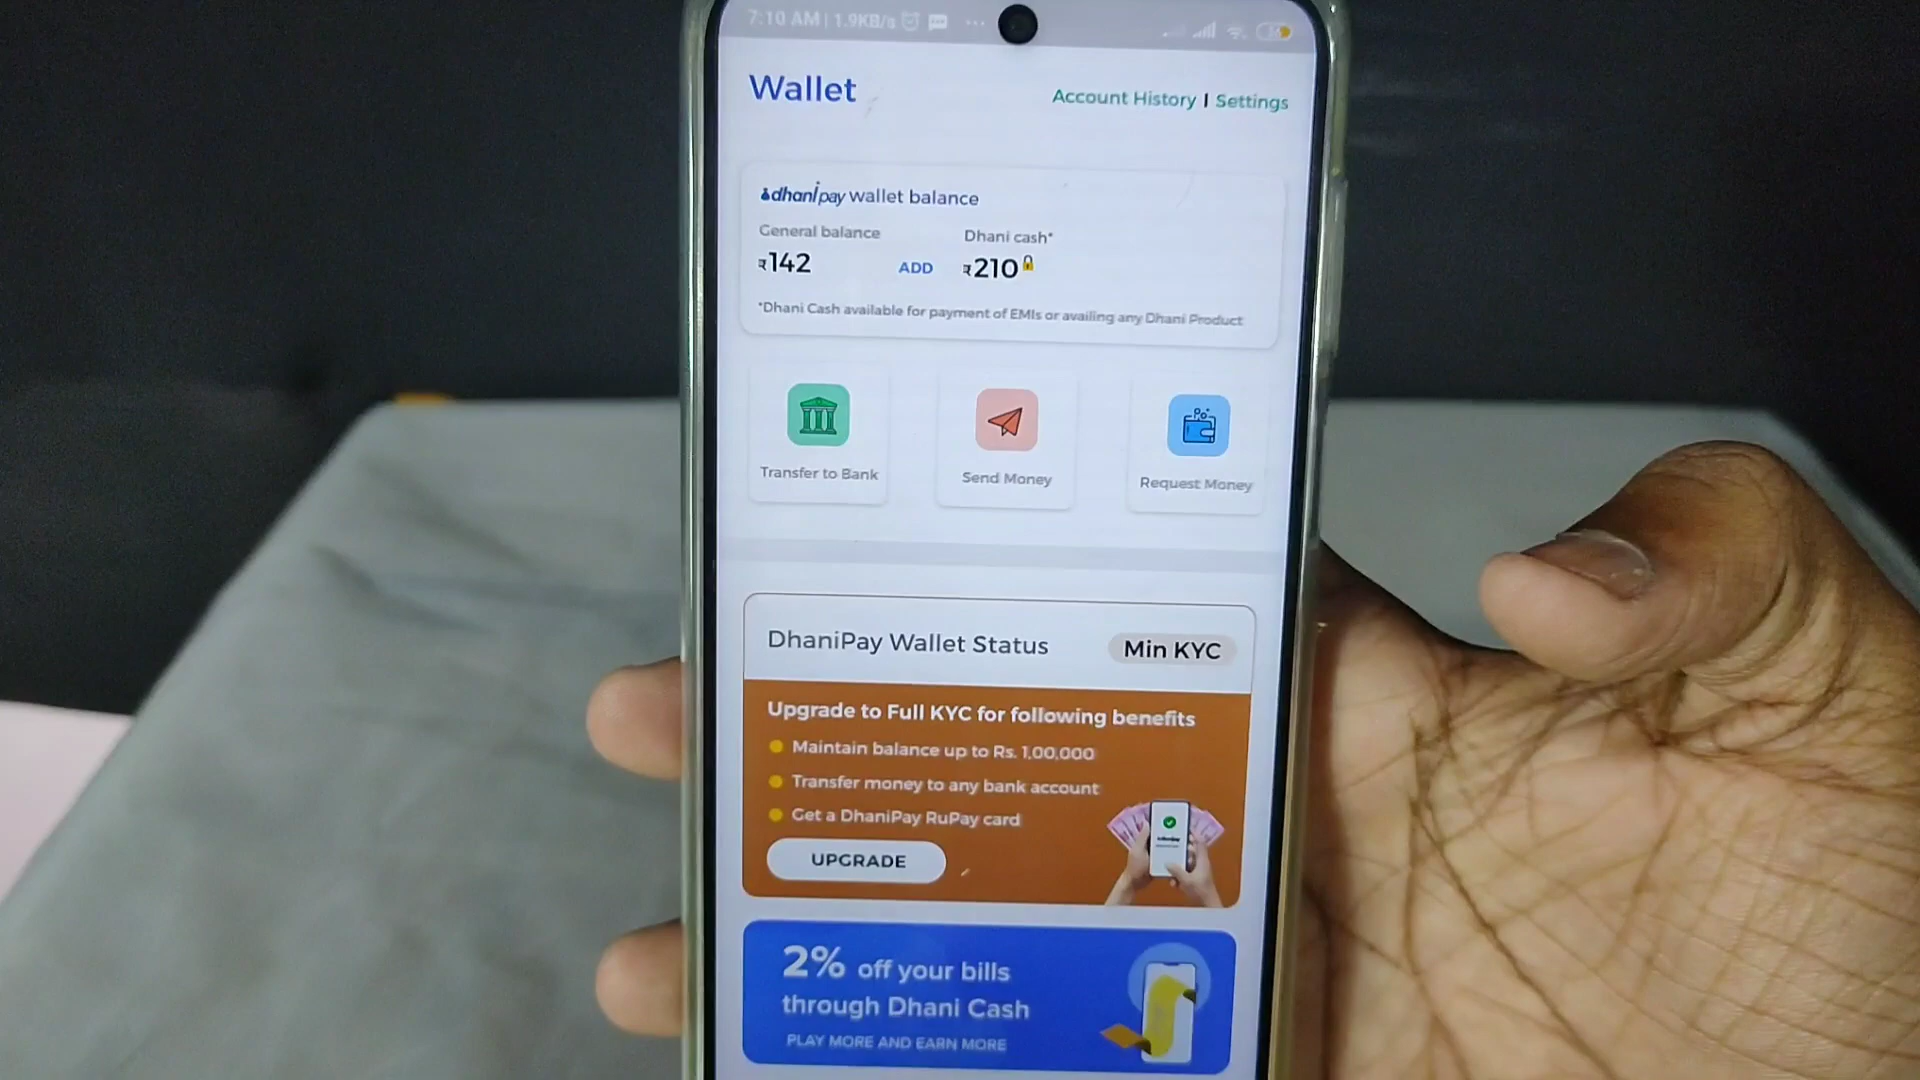 7:10 AM | 1.9KB/s
Wallet
Account History | Settings
dhanipay wallet balance
General balance
Dhani cash*
₹142
ADD
₹210
*Dhani Cash available for payment of EMIs or availing any Dhani Product
Transfer to Bank
Send Money
Request Money
DhaniPay Wallet Status
Min KYC
Upgrade to Full KYC for following benefits
Maintain balance up to Rs. 1,00,000
Transfer money to any bank account
Get a DhaniPay RuPay card
UPGRADE
2% off your bills
through Dhani Cash
PLAY MORE AND EARN MORE